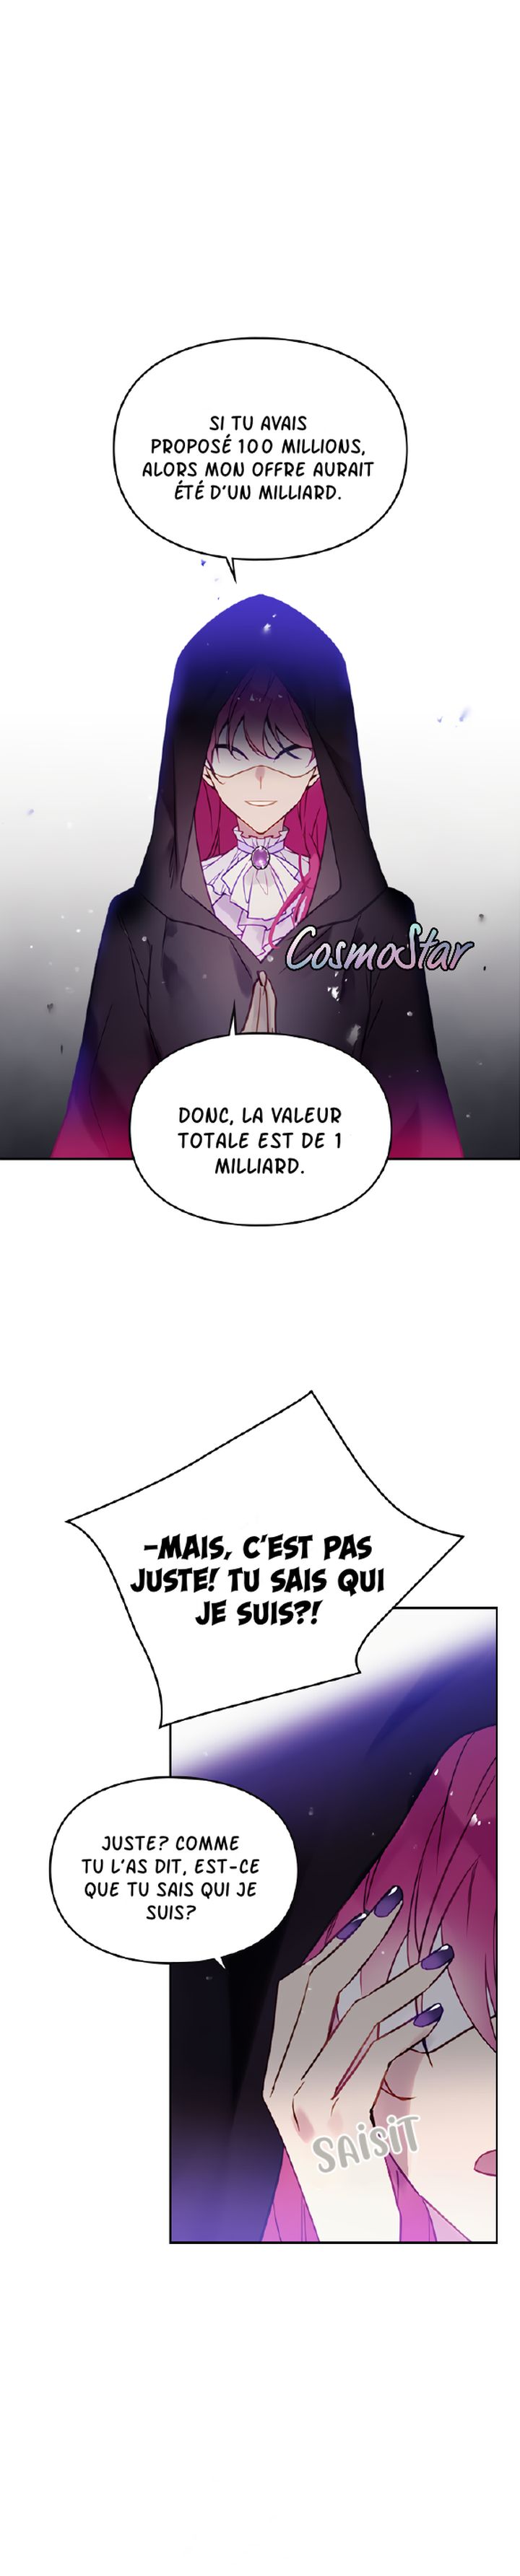 SI TU AVAIS
PROPOSÉ 100 MILLIONS,
ALORS MON OFFRE AURAIT
ÉTÉ D'UN MILLIARD.
CosmoStar
DONC, LA VALEUR
TOTALE EST DE 1
MILLIARD.
-MAIS, C'EST PAS
JUSTE! TU SAIS QUI
JE SUIS?!
JUSTE? COMME
TU L'AS DIT, EST-CE
QUE TU SAIS QUI JE
SUIS?
SAISIT